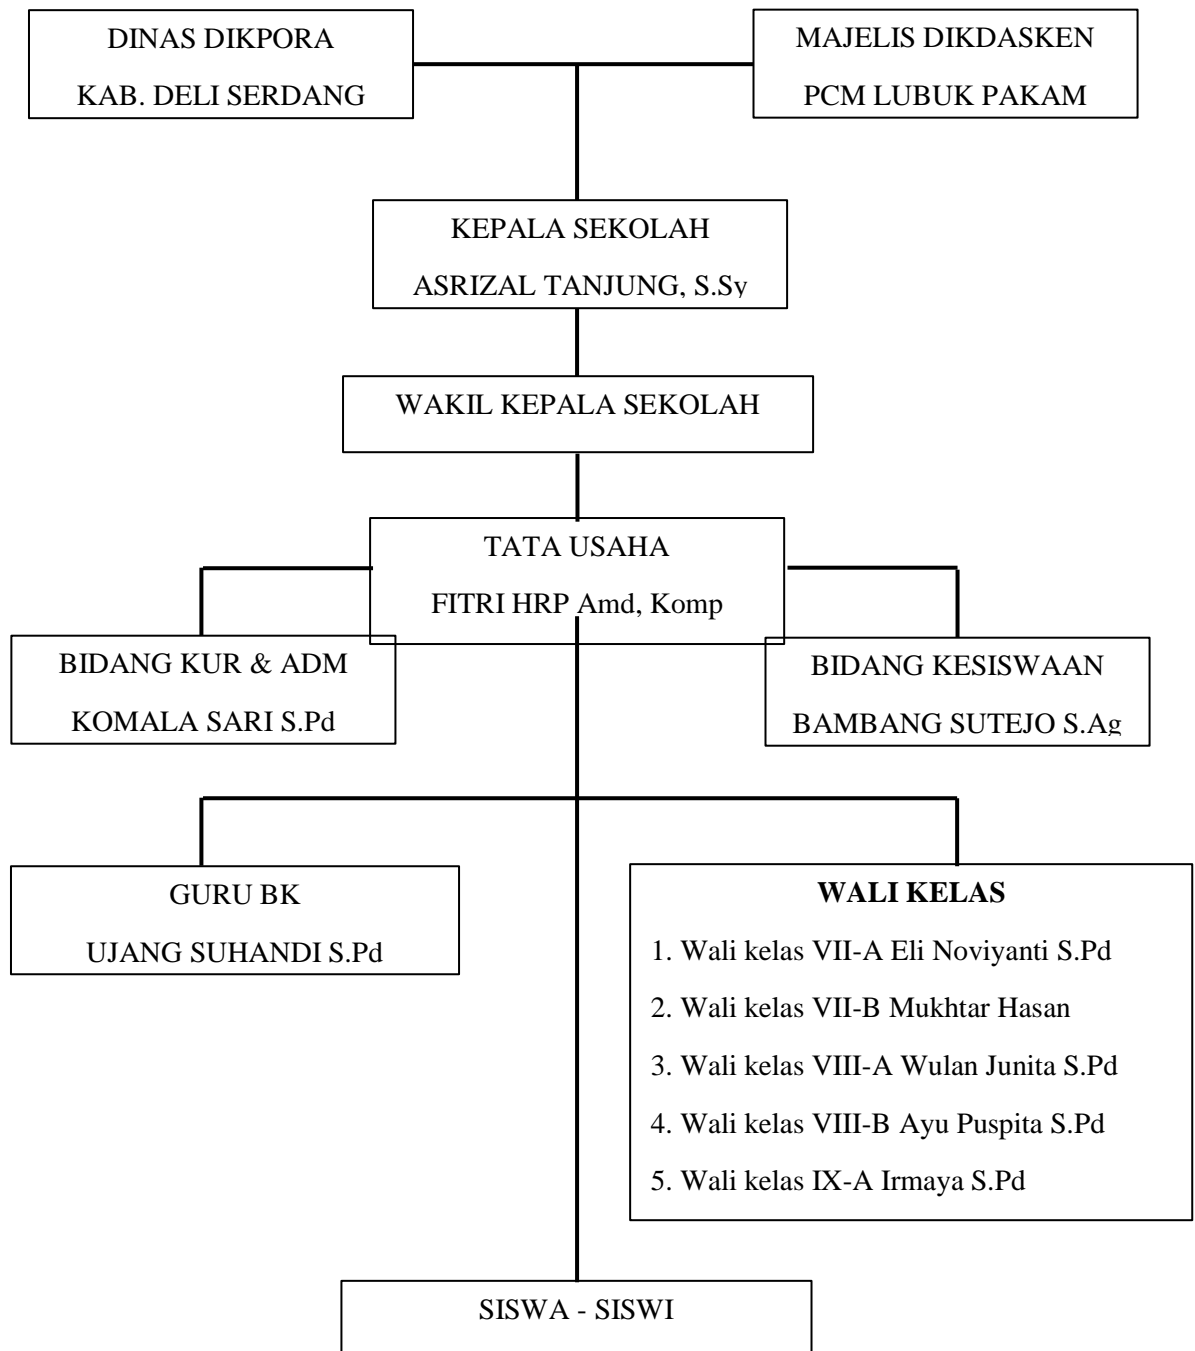 DINAS DIKPORA
KAB. DELI SERDANG
MAJELIS DIKDASKEN
PCM LUBUK PAKAM
KEPALA SEKOLAH
ASRIZAL TANJUNG, S.Sy
WAKIL KEPALA SEKOLAH
TATA USAHA
FITRI HRP Amd, Komp
BIDANG KUR & ADM
KOMALA SARI S.Pd
BIDANG KESISWAAN
BAMBANG SUTEJO S.Ag
GURU BK
UJANG SUHANDI S.Pd
WALI KELAS
1. Wali kelas VII-A Eli Noviyanti S.Pd
2. Wali kelas VII-B Mukhtar Hasan
3. Wali kelas VIII-A Wulan Junita S.Pd
4. Wali kelas VIII-B Ayu Puspita S.Pd
5. Wali kelas IX-A Irmaya S.Pd
SISWA - SISWI